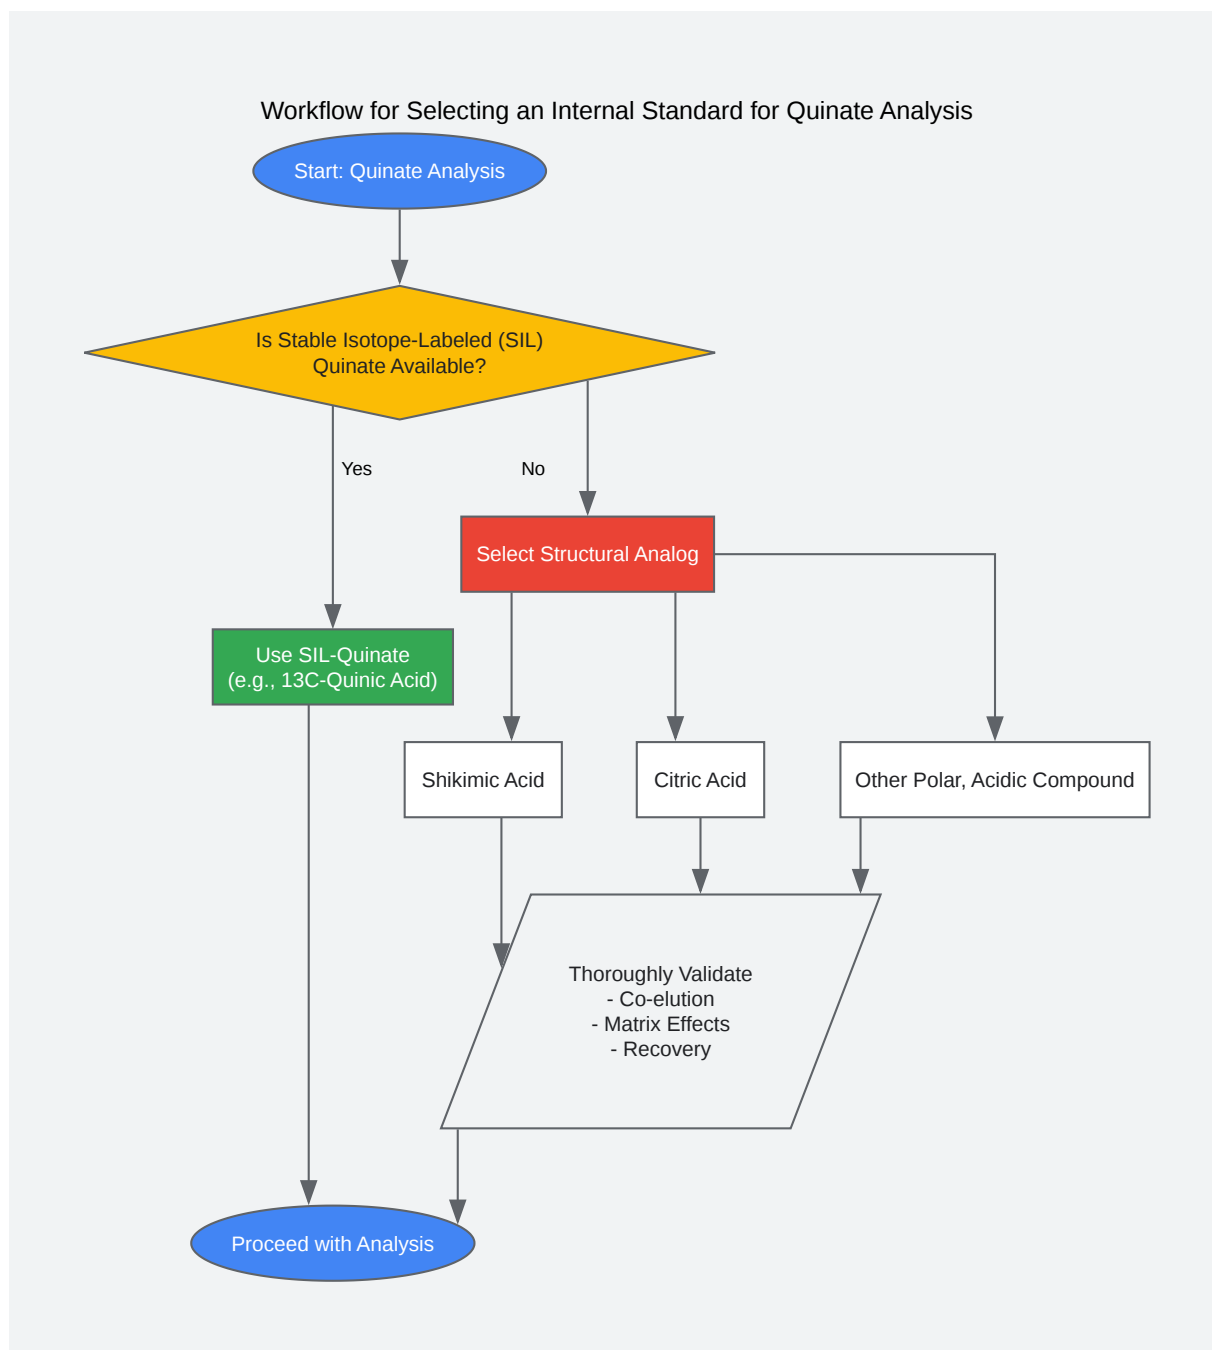 Workflow for Selecting an Internal Standard for Quinate Analysis
Start: Quinate Analysis
Is Stable Isotope-Labeled (SIL)
Quinate Available?
Yes
No
Select Structural Analog
Use SIL-Quinate
(e.g., 13C-Quinic Acid)
Shikimic Acid
Citric Acid
Other Polar, Acidic Compound
Thoroughly Validate
- Co-elution
- Matrix Effects
- Recovery
Proceed with Analysis